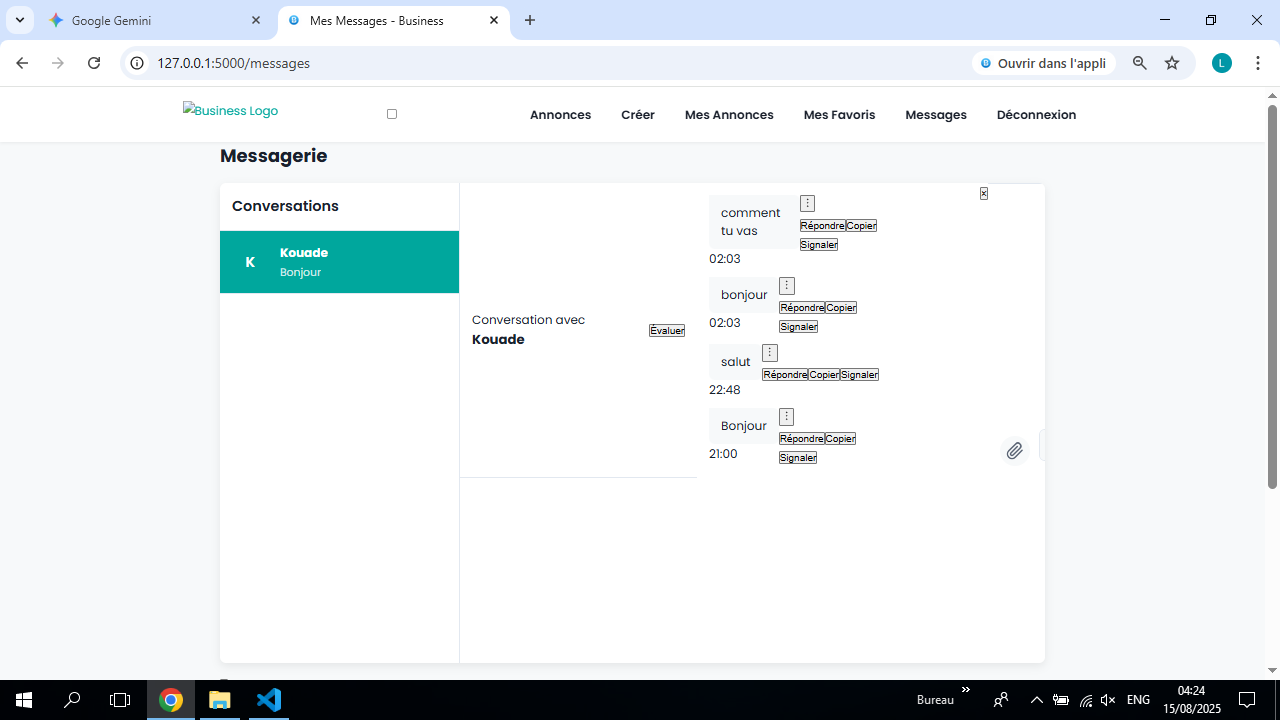 Google Gemini
Mes Messages - Business
127.0.0.1:5000/messages
Ouvrir dans l'appli
L
Business Logo
Annonces
Créer
Mes Annonces
Mes Favoris
Messages
Déconnexion
Messagerie
Conversations
K
Kouade
Bonjour
Conversation avec
Kouade
Évaluer
comment
tu vas
Répondre Copier
Signaler
02:03
bonjour
Répondre Copier
Signaler
02:03
salut
Répondre Copier Signaler
22:48
Bonjour
Répondre Copier
Signaler
21:00
×
Bureau
ENG
04:24
15/08/2025